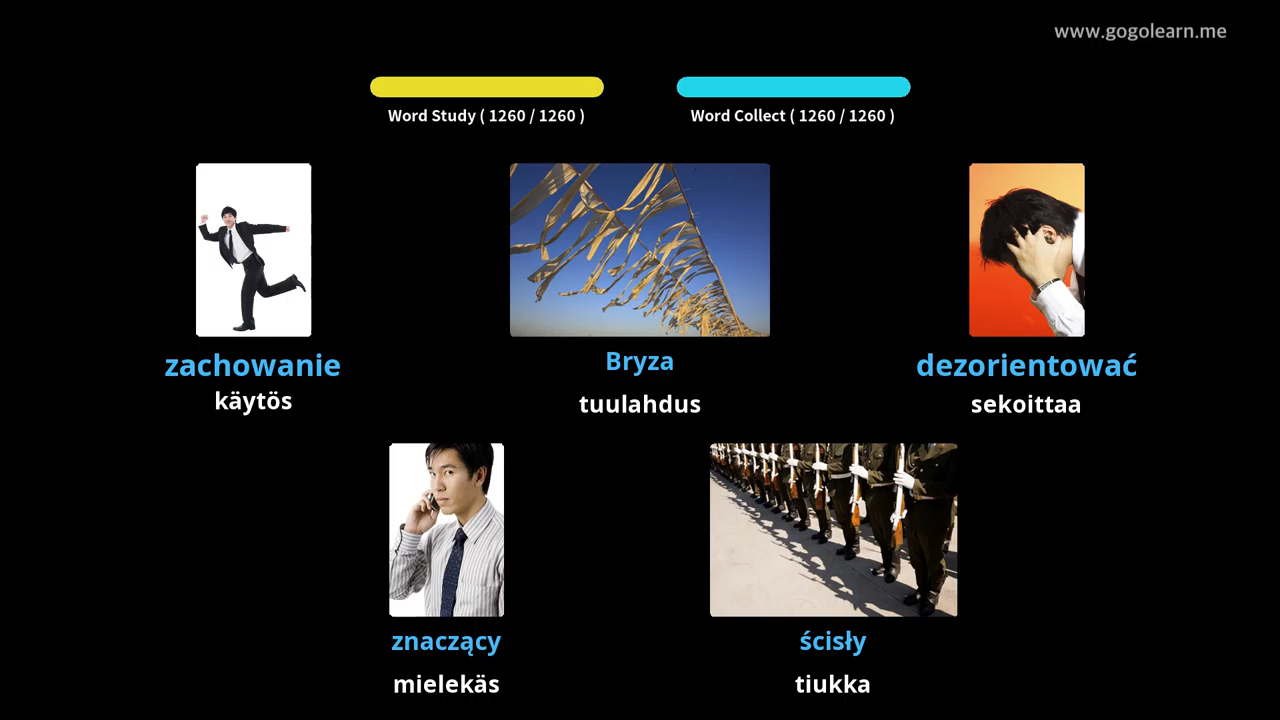 www.gogolearn.me
Word Study ( 1260 / 1260 )
Word Collect ( 1260 / 1260 )
zachowanie
käytös
Bryza
tuulahdus
dezorientować
sekoittaa
znaczący
mielekäs
ścisły
tiukka